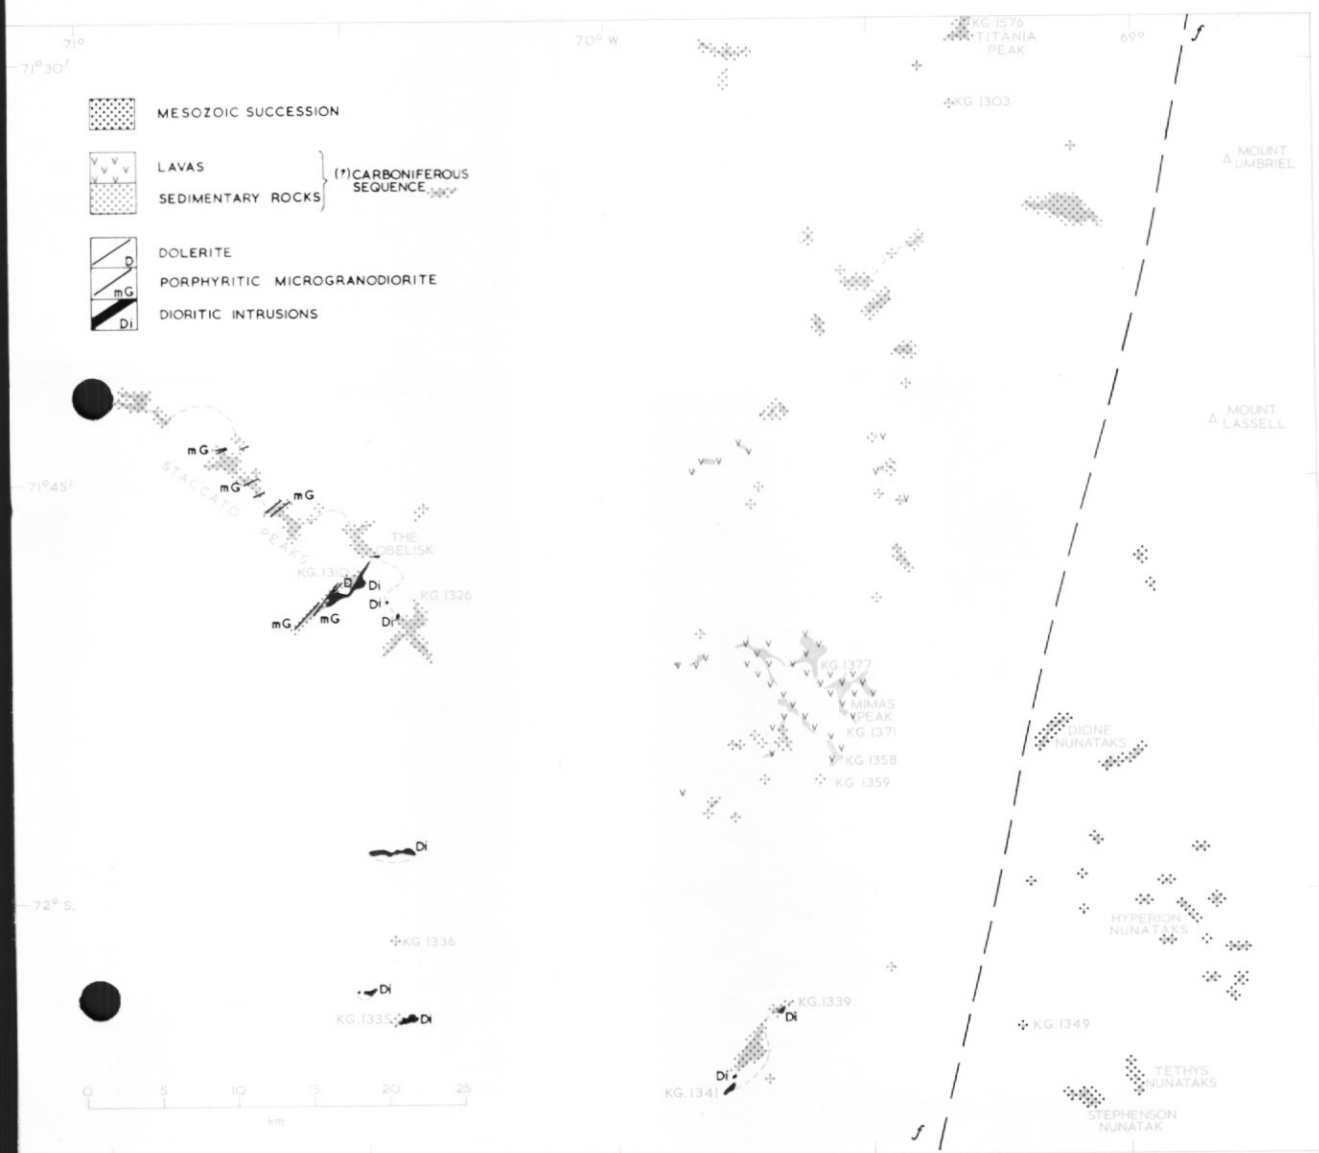 71°
70° W.
69°
71°30'
KG.1576
TITANIA
PEAK
f
KG.1303
MESOZOIC SUCCESSION
LAVAS
SEDIMENTARY ROCKS
(?)CARBONIFEROUS
SEQUENCE
D
DOLERITE
mG
PORPHYRITIC MICROGRANODIORITE
Di
DIORITIC INTRUSIONS
MOUNT
UMBRIEL
MOUNT
LASSELL
mG
mG
mG
STACCATO PEAKS
71°45'
THE
OBELISK
KG.1310
D
Di
Di
Di
KG.1326
mG
mG
KG.1377
MIMAS
PEAK
KG.1371
KG.1358
KG.1359
DIONE
NUNATAKS
Di
72° S.
KG.1336
HYPERION
NUNATAKS
Di
KG.1335
Di
KG.1339
Di
KG.1349
Di
KG.1341
TETHYS
NUNATAKS
STEPHENSON
NUNATAK
0 5 10 15 20 25
km.
f